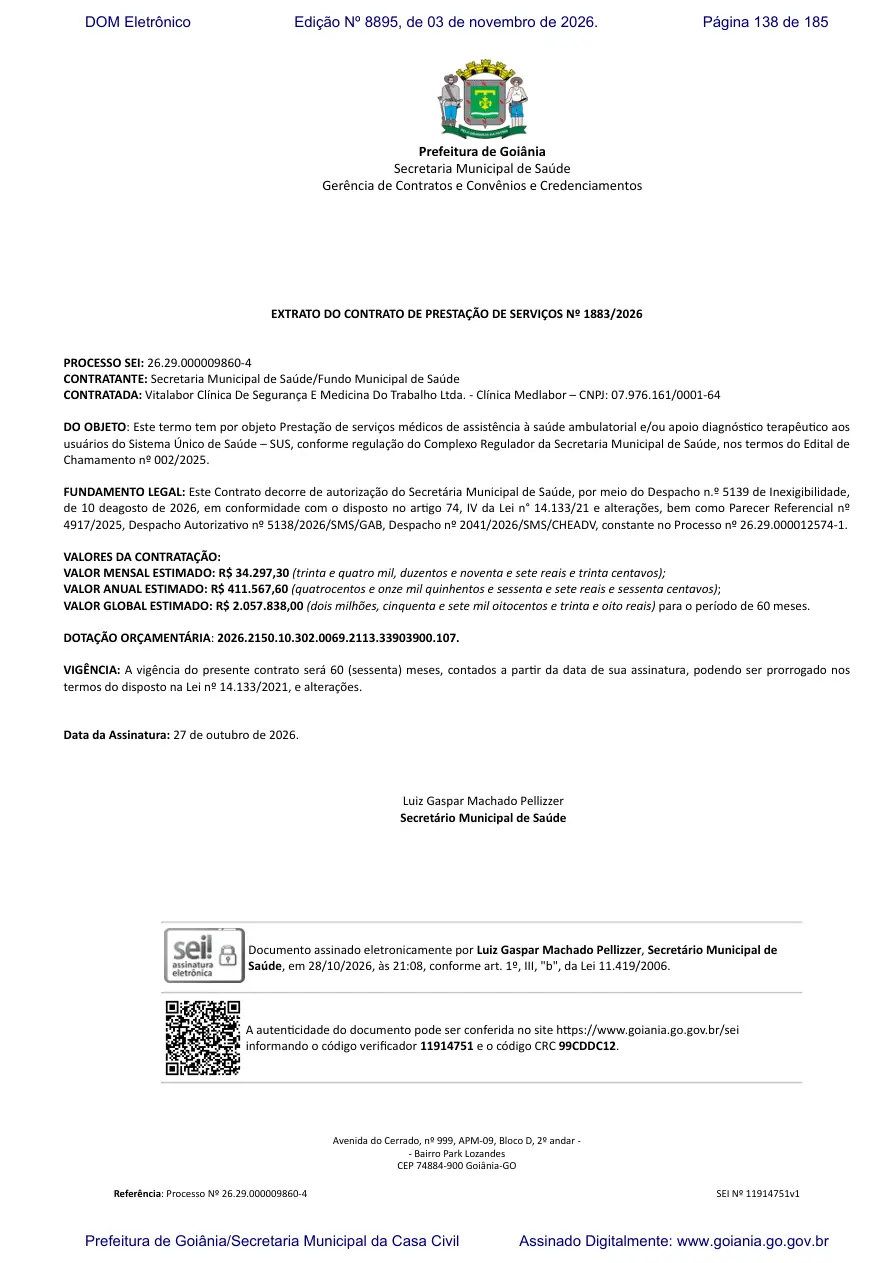 DOM Eletrônico Edição Nº 8895, de 03 de novembro de 2026. Página 138 de 185
Prefeitura de Goiânia
Secretaria Municipal de Saúde
Gerência de Contratos e Convênios e Credenciamentos
EXTRATO DO CONTRATO DE PRESTAÇÃO DE SERVIÇOS Nº 1883/2026
PROCESSO SEI: 26.29.000009860-4
CONTRATANTE: Secretaria Municipal de Saúde/Fundo Municipal de Saúde
CONTRATADA: Vitalabor Clínica De Segurança E Medicina Do Trabalho Ltda. - Clínica Medlabor – CNPJ: 07.976.161/0001-64
DO OBJETO: Este termo tem por objeto Prestação de serviços médicos de assistência à saúde ambulatorial e/ou apoio diagnóstico terapêutico aos
usuários do Sistema Único de Saúde – SUS, conforme regulação do Complexo Regulador da Secretaria Municipal de Saúde, nos termos do Edital de
Chamamento nº 002/2025.
FUNDAMENTO LEGAL: Este Contrato decorre de autorização do Secretária Municipal de Saúde, por meio do Despacho n.º 5139 de Inexigibilidade,
de 10 deagosto de 2026, em conformidade com o disposto no artigo 74, IV da Lei n° 14.133/21 e alterações, bem como Parecer Referencial nº
4917/2025, Despacho Autorizativo nº 5138/2026/SMS/GAB, Despacho nº 2041/2026/SMS/CHEADV, constante no Processo nº 26.29.000012574-1.
VALORES DA CONTRATAÇÃO:
VALOR MENSAL ESTIMADO: R$ 34.297,30 (trinta e quatro mil, duzentos e noventa e sete reais e trinta centavos);
VALOR ANUAL ESTIMADO: R$ 411.567,60 (quatrocentos e onze mil quinhentos e sessenta e sete reais e sessenta centavos);
VALOR GLOBAL ESTIMADO: R$ 2.057.838,00 (dois milhões, cinquenta e sete mil oitocentos e trinta e oito reais) para o período de 60 meses.
DOTAÇÃO ORÇAMENTÁRIA: 2026.2150.10.302.0069.2113.33903900.107.
VIGÊNCIA: A vigência do presente contrato será 60 (sessenta) meses, contados a partir da data de sua assinatura, podendo ser prorrogado nos
termos do disposto na Lei nº 14.133/2021, e alterações.
Data da Assinatura: 27 de outubro de 2026.
Luiz Gaspar Machado Pellizzer
Secretário Municipal de Saúde
sei!
assinatura
eletrônica
Documento assinado eletronicamente por Luiz Gaspar Machado Pellizzer, Secretário Municipal de
Saúde, em 28/10/2026, às 21:08, conforme art. 1º, III, "b", da Lei 11.419/2006.
A autenticidade do documento pode ser conferida no site https://www.goiania.go.gov.br/sei
informando o código verificador 11914751 e o código CRC 99CDDC12.
Avenida do Cerrado, nº 999, APM-09, Bloco D, 2º andar -
- Bairro Park Lozandes
CEP 74884-900 Goiânia-GO
Referência: Processo Nº 26.29.000009860-4 SEI Nº 11914751v1
Prefeitura de Goiânia/Secretaria Municipal da Casa Civil Assinado Digitalmente: www.goiania.go.gov.br